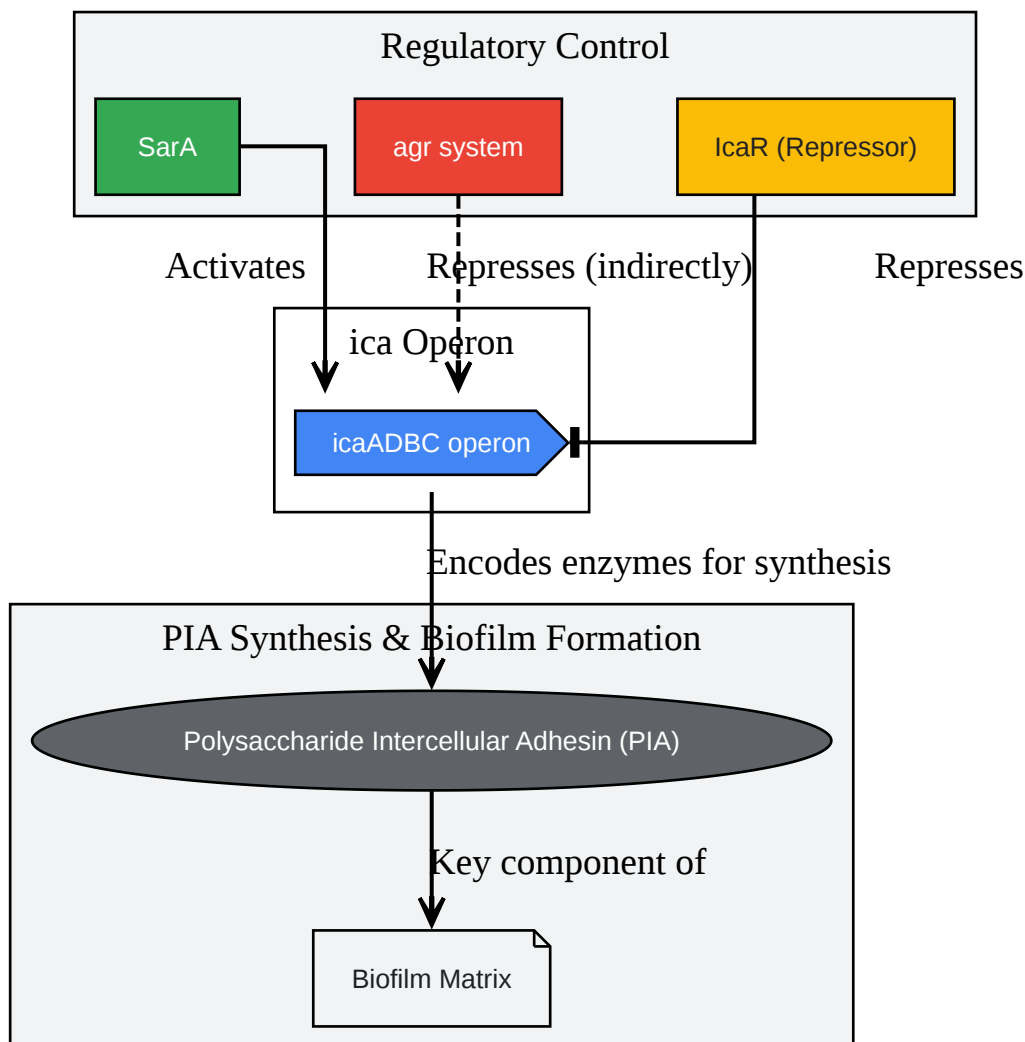 Regulatory Control
SarA
agr system
IcaR (Repressor)
Activates
Represses (indirectly)
Represses
ica Operon
icaADBC operon
Encodes enzymes for synthesis
PIA Synthesis & Biofilm Formation
Polysaccharide Intercellular Adhesin (PIA)
Key component of
Biofilm Matrix